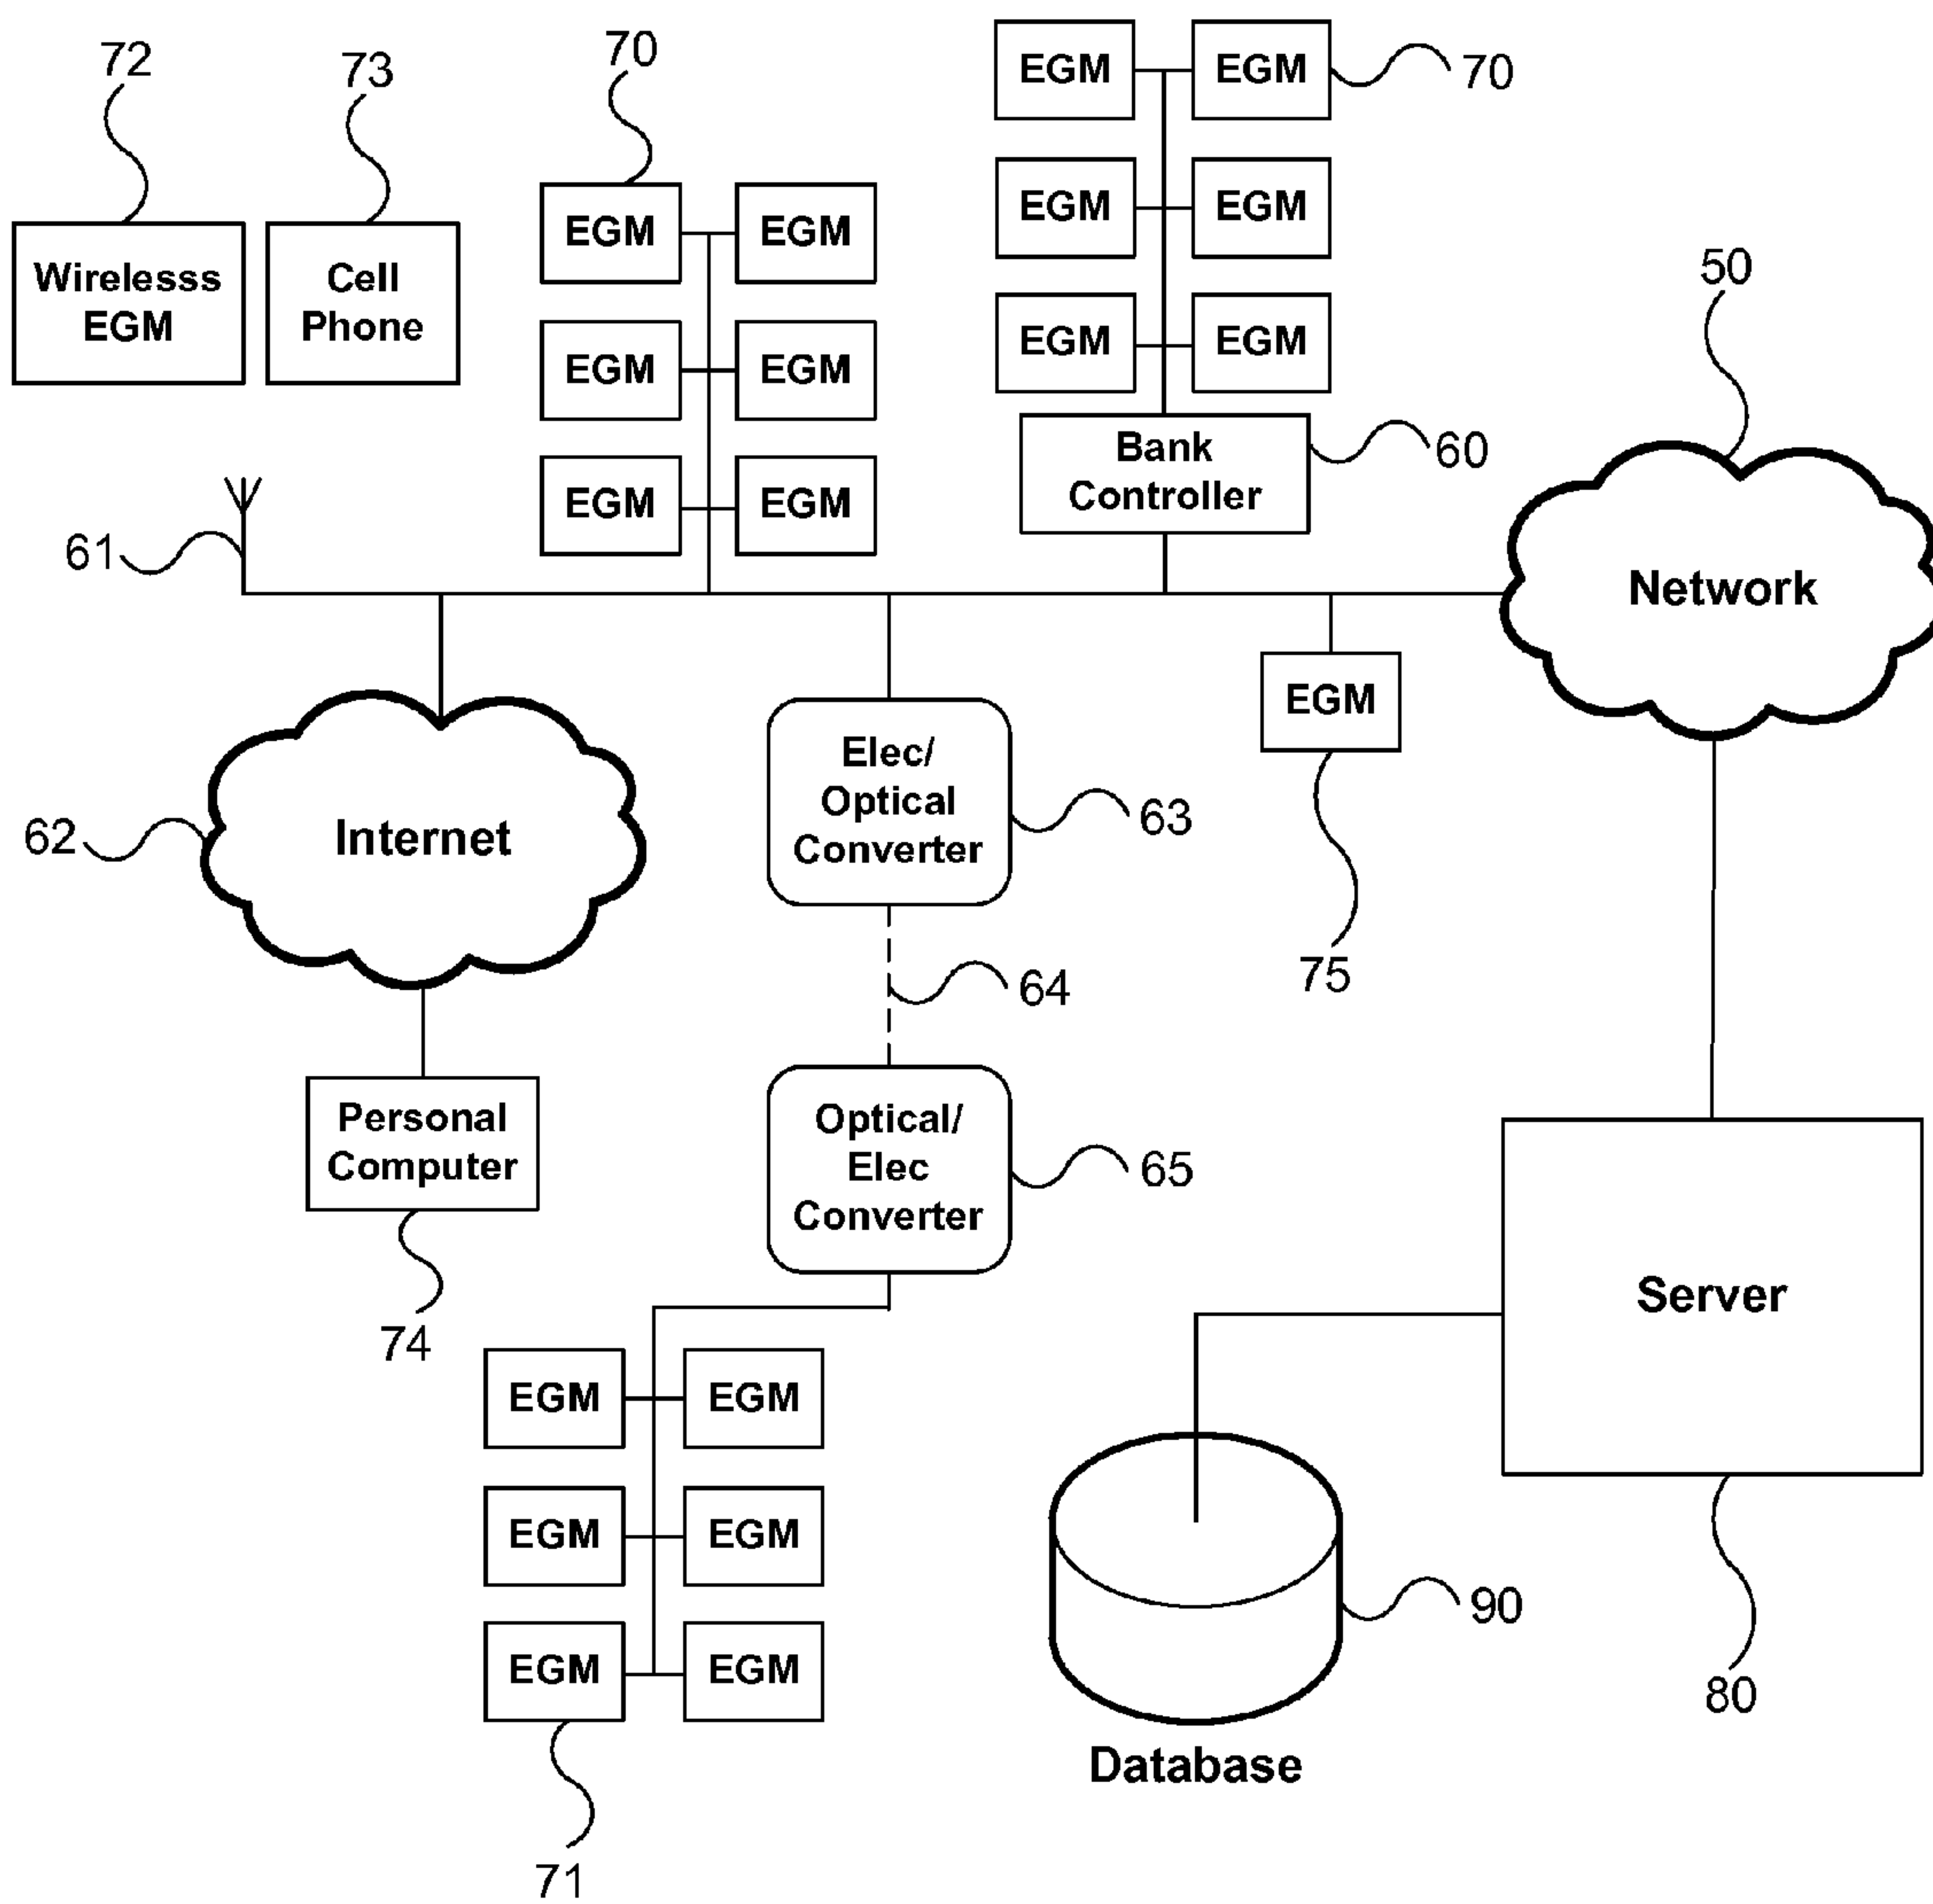 72
73
70
EGM
EGM
70
Wirelesss
EGM
Cell
Phone
EGM
EGM
EGM
EGM
EGM
EGM
EGM
EGM
EGM
EGM
50
Bank
Controller
60
61
Network
62
Internet
Elec/
Optical
Converter
63
EGM
75
64
Personal
Computer
74
Optical/
Elec
Converter
65
Server
EGM
EGM
EGM
EGM
EGM
EGM
71
90
80
Database